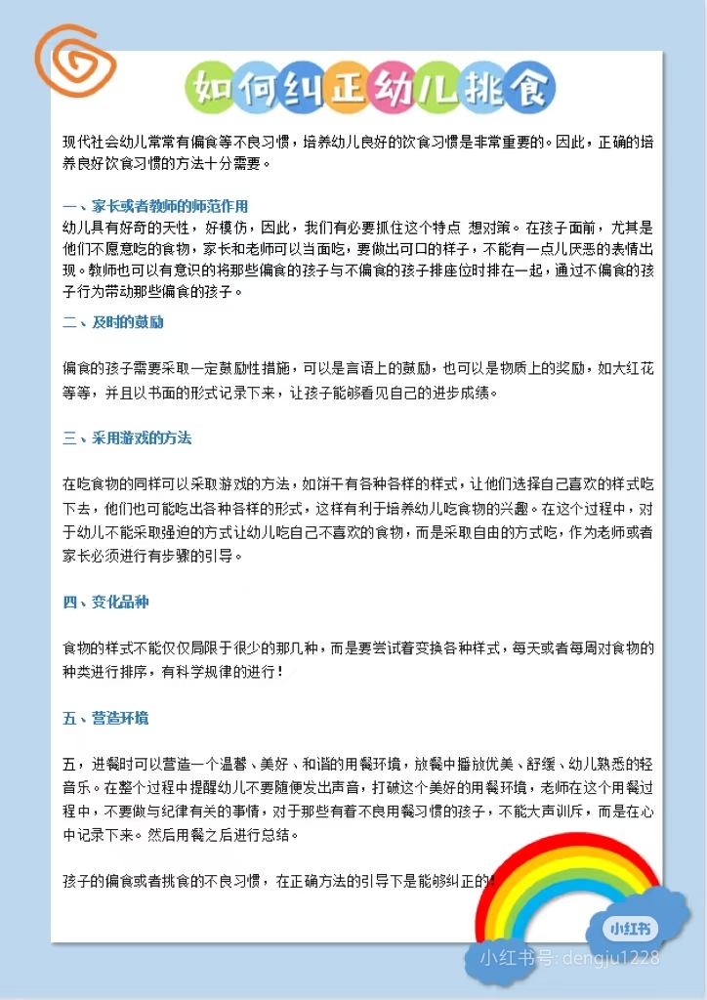 如何纠正幼儿挑食
现代社会幼儿常常有偏食等不良习惯，培养幼儿良好的饮食习惯是非常重要的。因此，正确的培
养良好饮食习惯的方法十分需要。
一、家长或者教师的师范作用
幼儿具有好奇的天性，好模仿，因此，我们有必要抓住这个特点 想对策。在孩子面前，尤其是
他们不愿意吃的食物，家长和老师可以当面吃，要做出可口的样子，不能有一点儿厌恶的表情出
现。教师也可以有意识的将那些偏食的孩子与不偏食的孩子排座位时排在一起，通过不偏食的孩
子行为带动那些偏食的孩子。
二、及时的鼓励
偏食的孩子需要采取一定鼓励性措施，可以是言语上的鼓励，也可以是物质上的奖励，如大红花
等等，并且以书面的形式记录下来，让孩子能够看见自己的进步成绩。
三、采用游戏的方法
在吃食物的同样可以采取游戏的方法，如饼干有各种各样的样式，让他们选择自己喜欢的样式吃
下去，他们也可能吃出各种各样的形式，这样有利于培养幼儿吃食物的兴趣。在这个过程中，对
于幼儿不能采取强迫的方式让幼儿吃自己不喜欢的食物，而是采取自由的方式吃，作为老师或者
家长必须进行有步骤的引导。
四、变化品种
食物的样式不能仅仅局限于很少的那几种，而是要尝试着变换各种样式，每天或者每周对食物的
种类进行排序，有科学规律的进行！
五、营造环境
五，进餐时可以营造一个温馨、美好、和谐的用餐环境，放餐中播放优美、舒缓、幼儿熟悉的轻
音乐。在整个过程中提醒幼儿不要随便发出声音，打破这个美好的用餐环境，老师在这个用餐过
程中，不要做与纪律有关的事情，对于那些有着不良用餐习惯的孩子，不能大声训斥，而是在心
中记录下来。然后用餐之后进行总结。
孩子的偏食或者挑食的不良习惯，在正确方法的引导下是能够纠正的！
小红书
小红书号: dengju1228